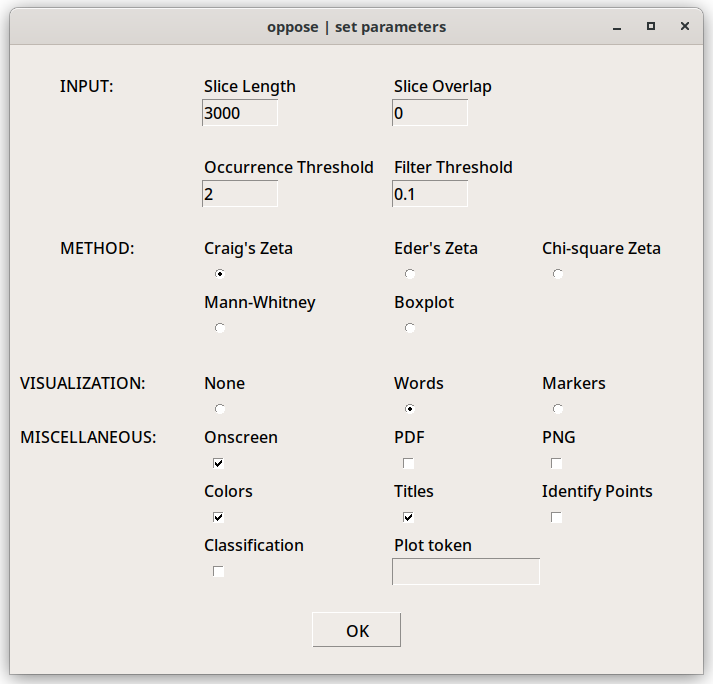 oppose | set parameters
INPUT: Slice Length Slice Overlap
3000 0
Occurrence Threshold Filter Threshold
2 0.1
METHOD: Craig's Zeta Eder's Zeta Chi-square Zeta
Mann-Whitney Boxplot
VISUALIZATION: None Words Markers
MISCELLANEOUS: Onscreen PDF PNG
Colors Titles Identify Points
Classification Plot token
OK